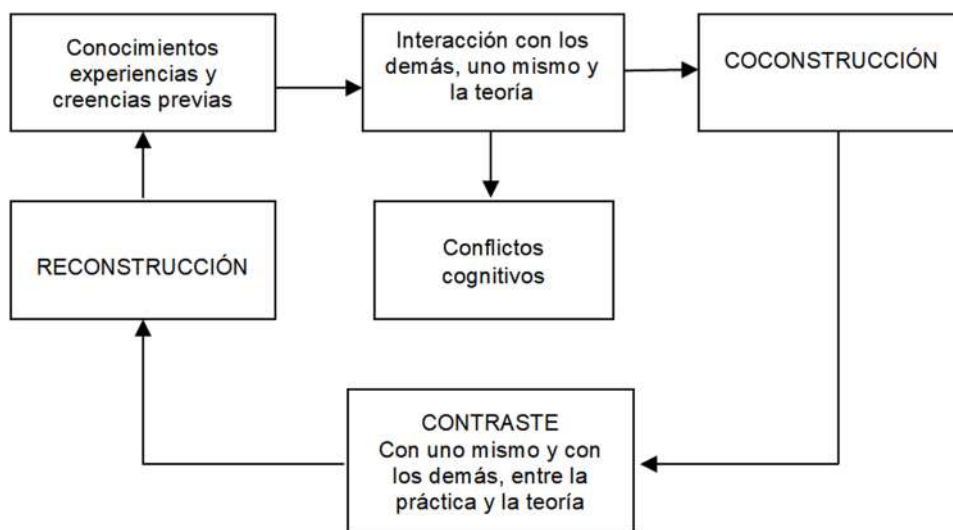 Conocimientos
experiencias y
creencias previas
Interacción con los
demás, uno mismo y
la teoría
COCONSTRUCCIÓN
RECONSTRUCCIÓN
Conflictos
cognitivos
CONTRASTE
Con uno mismo y con
los demás, entre la
práctica y la teoría